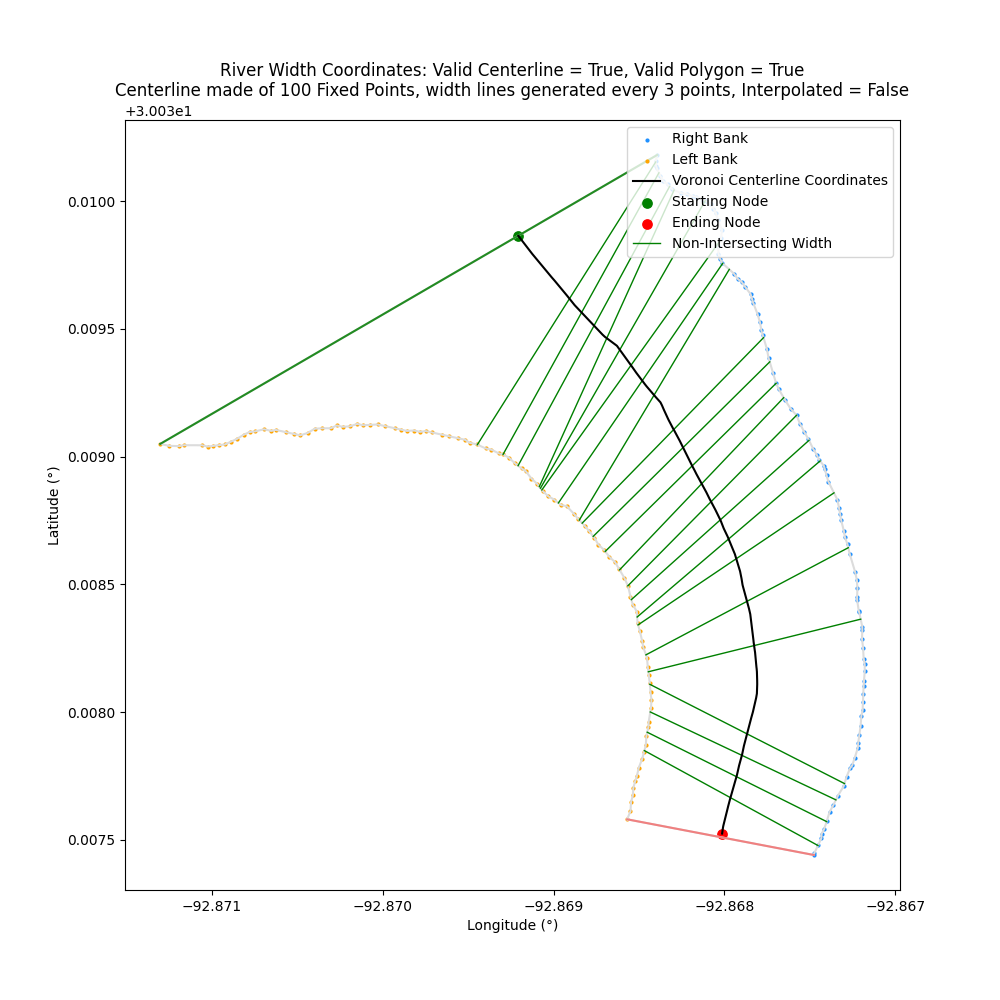 River Width Coordinates: Valid Centerline = True, Valid Polygon = True
Centerline made of 100 Fixed Points, width lines generated every 3 points, Interpolated = False
+3.003e1
Right Bank
Left Bank
Voronoi Centerline Coordinates
Starting Node
Ending Node
Non-Intersecting Width
0.0100
0.0095
0.0090
0.0085
0.0080
0.0075
Latitude (°)
−92.871
−92.870
−92.869
−92.868
−92.867
Longitude (°)